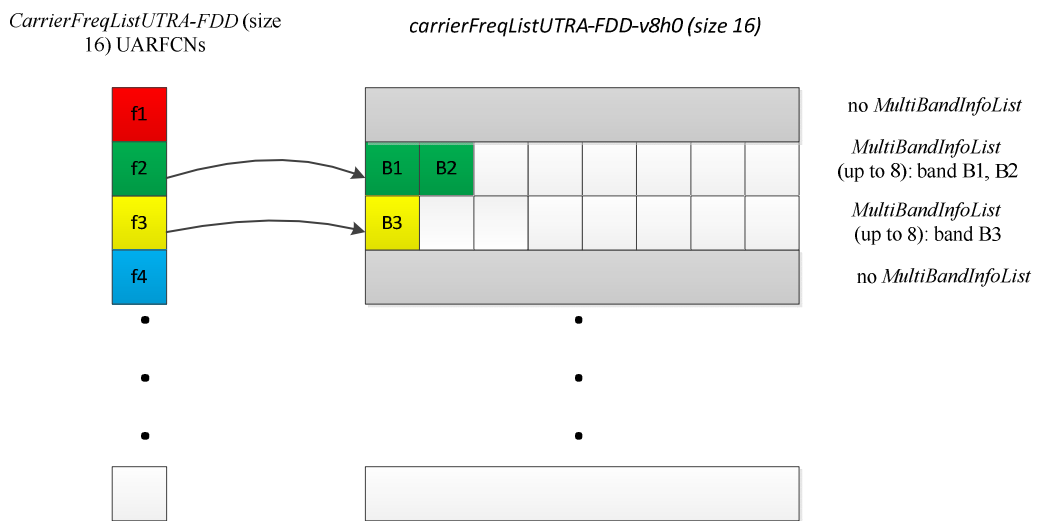 CarrierFreqListUTRA-FDD (size
16) UARFCNs
carrierFreqListUTRA-FDD-v8h0 (size 16)
f1
no MultiBandInfoList
f2
B1 B2
MultiBandInfoList
(up to 8): band B1, B2
f3
B3
MultiBandInfoList
(up to 8): band B3
f4
no MultiBandInfoList